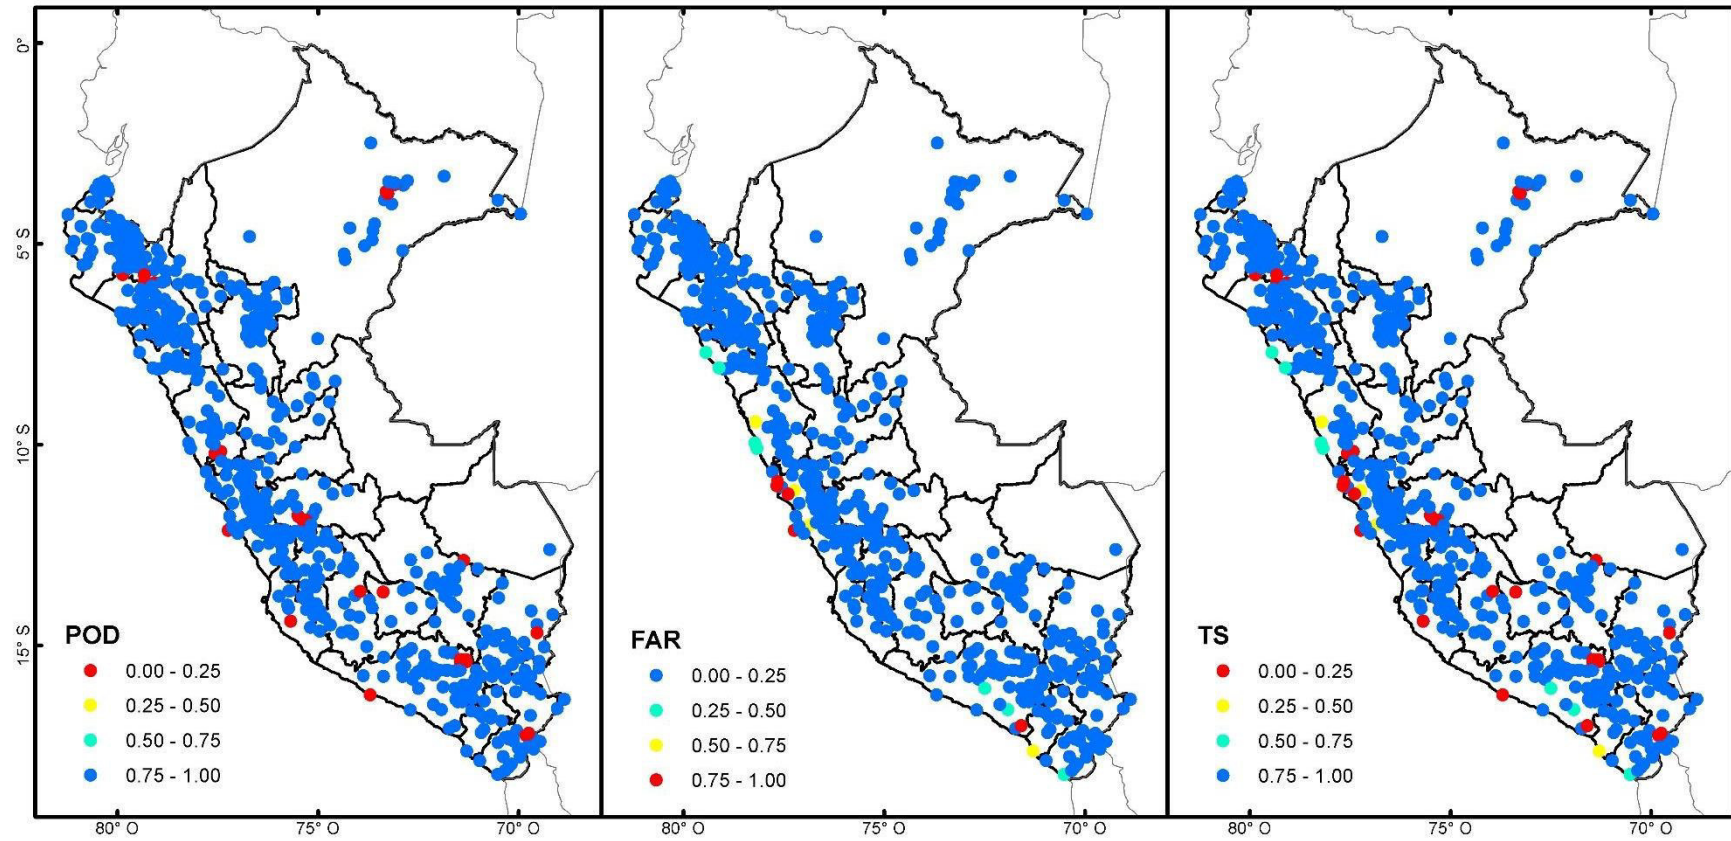 0°
5° S
10° S
15° S
POD
0.00 - 0.25
0.25 - 0.50
0.50 - 0.75
0.75 - 1.00
80° O
75° O
70° O
FAR
0.00 - 0.25
0.25 - 0.50
0.50 - 0.75
0.75 - 1.00
80° O
75° O
70° O
TS
0.00 - 0.25
0.25 - 0.50
0.50 - 0.75
0.75 - 1.00
80° O
75° O
70° O